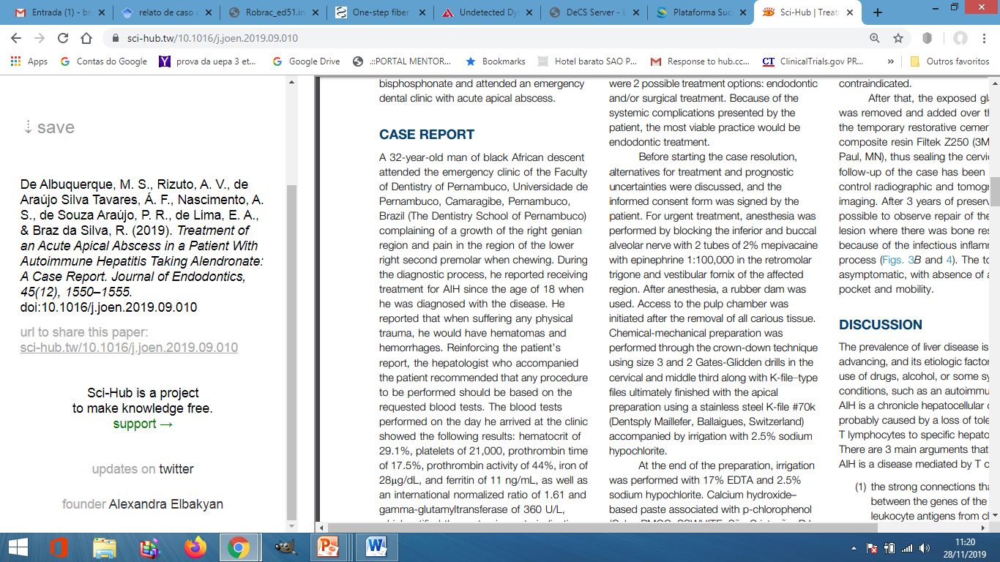 Entrada (1) - br
relato de caso c
Robrac_ed51.in
One-step fiber
Undetected Dy
DeCS Server - L
Plataforma Suc
Sci-Hub | Treat
sci-hub.tw/10.1016/j.joen.2019.09.010
Apps
Contas do Google
prova da uepa 3 et...
Google Drive
.::PORTAL MENTOR...
Bookmarks
Hotel barato SAO P...
Response to hub.cc...
ClinicalTrials.gov PR...
»
Outros favoritos
⇣ save
De Albuquerque, M. S., Rizuto, A. V., de
Araújo Silva Tavares, Á. F., Nascimento, A.
S., de Souza Araújo, P. R., de Lima, E. A.,
& Braz da Silva, R. (2019). Treatment of
an Acute Apical Abscess in a Patient With
Autoimmune Hepatitis Taking Alendronate:
A Case Report. Journal of Endodontics,
45(12), 1550–1555.
doi:10.1016/j.joen.2019.09.010
url to share this paper:
sci-hub.tw/10.1016/j.joen.2019.09.010
Sci-Hub is a project
to make knowledge free.
support →
updates on twitter
founder Alexandra Elbakyan
bisphosphonate and attended an emergency
dental clinic with acute apical abscess.
CASE REPORT
A 32-year-old man of black African descent
attended the emergency clinic of the Faculty
of Dentistry of Pernambuco, Universidade de
Pernambuco, Camaragibe, Pernambuco,
Brazil (The Dentistry School of Pernambuco)
complaining of a growth of the right genian
region and pain in the region of the lower
right second premolar when chewing. During
the diagnostic process, he reported receiving
treatment for AIH since the age of 18 when
he was diagnosed with the disease. He
reported that when suffering any physical
trauma, he would have hematomas and
hemorrhages. Reinforcing the patient's
report, the hepatologist who accompanied
the patient recommended that any procedure
to be performed should be based on the
requested blood tests. The blood tests
performed on the day he arrived at the clinic
showed the following results: hematocrit of
29.1%, platelets of 21,000, prothrombin time
of 17.5%, prothrombin activity of 44%, iron of
28μg/dL, and ferritin of 11 ng/mL, as well as
an international normalized ratio of 1.61 and
gamma-glutamyltransferase of 360 U/L,
were 2 possible treatment options: endodontic
and/or surgical treatment. Because of the
systemic complications presented by the
patient, the most viable practice would be
endodontic treatment.
Before starting the case resolution,
alternatives for treatment and prognostic
uncertainties were discussed, and the
informed consent form was signed by the
patient. For urgent treatment, anesthesia was
performed by blocking the inferior and buccal
alveolar nerve with 2 tubes of 2% mepivacaine
with epinephrine 1:100,000 in the retromolar
trigone and vestibular fornix of the affected
region. After anesthesia, a rubber dam was
used. Access to the pulp chamber was
initiated after the removal of all carious tissue.
Chemical-mechanical preparation was
performed through the crown-down technique
using size 3 and 2 Gates-Glidden drills in the
cervical and middle third along with K-file–type
files ultimately finished with the apical
preparation using a stainless steel K-file #70k
(Dentsply Maillefer, Ballaigues, Switzerland)
accompanied by irrigation with 2.5% sodium
hypochlorite.
At the end of the preparation, irrigation
was performed with 17% EDTA and 2.5%
sodium hypochlorite. Calcium hydroxide–
based paste associated with p-chlorophenol
contraindicated.
After that, the exposed gl
was removed and added over t
the temporary restorative cemer
composite resin Filtek Z250 (3M
Paul, MN), thus sealing the cervi
follow-up of the case has been
control radiographic and tomogr
imaging. After 3 years of preserv
possible to observe repair of the
lesion where there was bone res
because of the infectious inflamr
process (Figs. 3B and 4). The to
asymptomatic, with absence of a
pocket and mobility.
DISCUSSION
The prevalence of liver disease is
advancing, and its etiologic factor
use of drugs, alcohol, or some sy
conditions, such as an autoimmu
AIH is a chronicle hepatocellular c
probably caused by a loss of tole
T lymphocytes to specific hepato
There are 3 main arguments that
AIH is a disease mediated by T c
(1) the strong connections tha
between the genes of the
leukocyte antigens from cl
11:20
28/11/2019